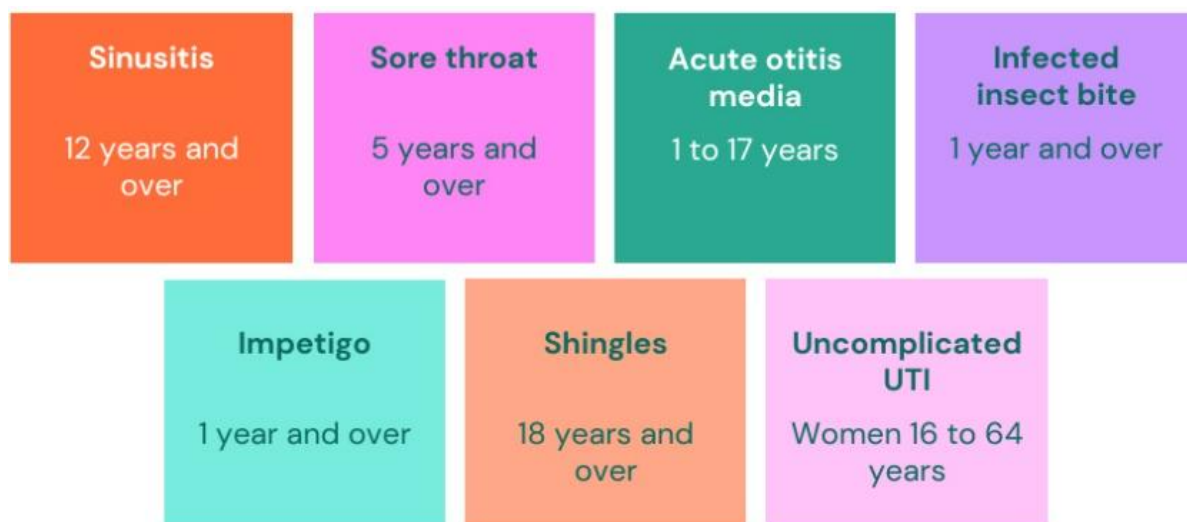 Sinusitis
12 years and
over
Sore throat
5 years and
over
Acute otitis
media
1 to 17 years
Infected
insect bite
1 year and over
Impetigo
1 year and over
Shingles
18 years and
over
Uncomplicated
UTI
Women 16 to 64
years